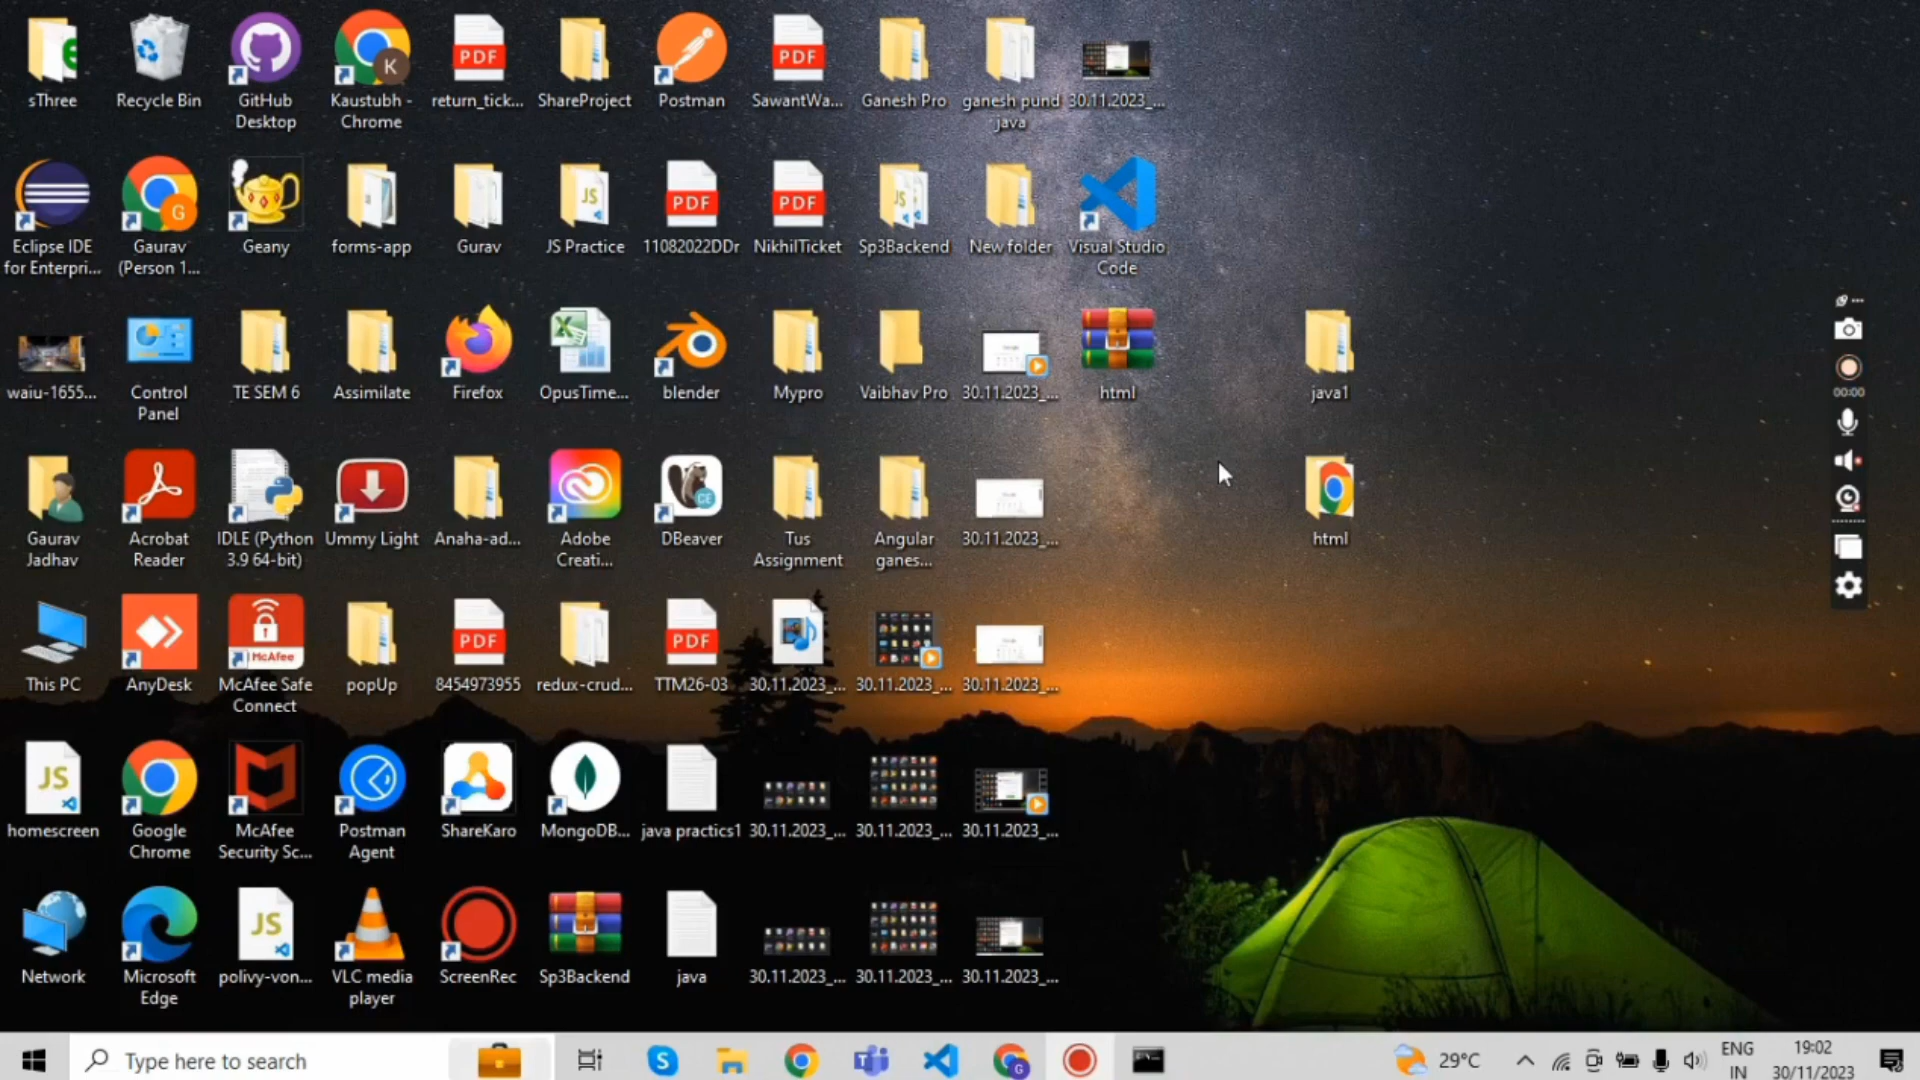 sThree
Recycle Bin
GitHub
Desktop
Kaustubh -
Chrome
return_tick...
ShareProject
Postman
SawantWa...
Ganesh Pro
ganesh pund
java
30.11.2023_...
Eclipse IDE
for Enterpri...
Gaurav
(Person 1...
Geany
forms-app
Gurav
JS Practice
11082022DDr
NikhilTicket
Sp3Backend
New folder
Visual Studio
Code
waiu-1655...
Control
Panel
TE SEM 6
Assimilate
Firefox
OpusTime...
blender
Mypro
Vaibhav Pro
30.11.2023_...
html
java1
00:00
Gaurav
Jadhav
Acrobat
Reader
IDLE (Python
3.9 64-bit)
Ummy Light
Anaha-ad...
Adobe
Creati...
DBeaver
Tus
Assignment
Angular
ganes...
30.11.2023_...
html
This PC
AnyDesk
McAfee Safe
Connect
popUp
8454973955
redux-crud...
TTM26-03
30.11.2023_...
30.11.2023_...
30.11.2023_...
homescreen
Google
Chrome
McAfee
Security Sc...
Postman
Agent
ShareKaro
MongoDB...
java practics1
30.11.2023_...
30.11.2023_...
30.11.2023_...
Network
Microsoft
Edge
polivy-von...
VLC media
player
ScreenRec
Sp3Backend
java
30.11.2023_...
30.11.2023_...
30.11.2023_...
Type here to search
29°C
ENG
IN
19:02
30/11/2023